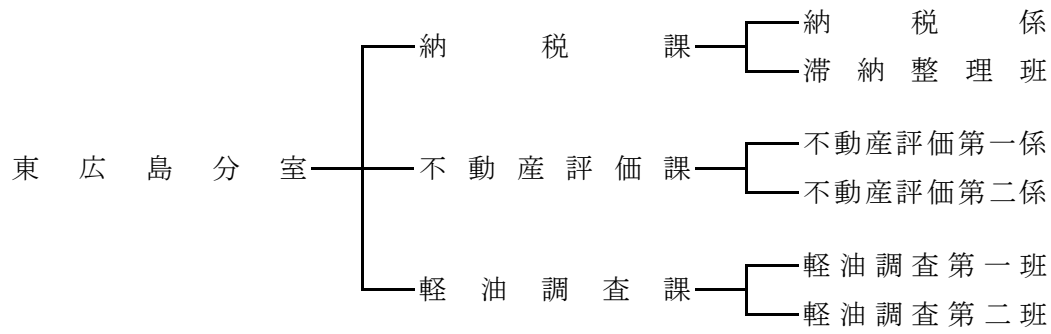 東広島分室
納税課
納税係
滞納整理班
不動産評価課
不動産評価第一係
不動産評価第二係
軽油調査課
軽油調査第一班
軽油調査第二班